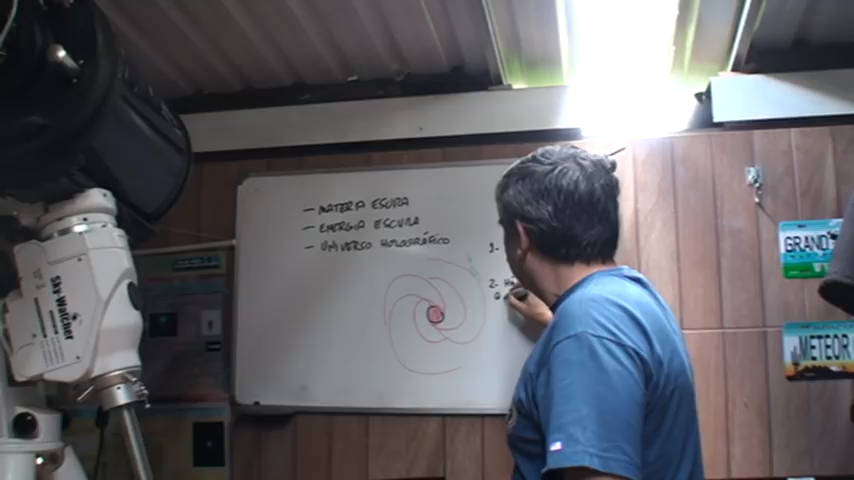 - MATERIA ESCURA
- ENERGIA ESCURA
- UNIVERSO HOLOGRÁFICO
1-
2-
Sky-Watcher
GRAND
METEOR